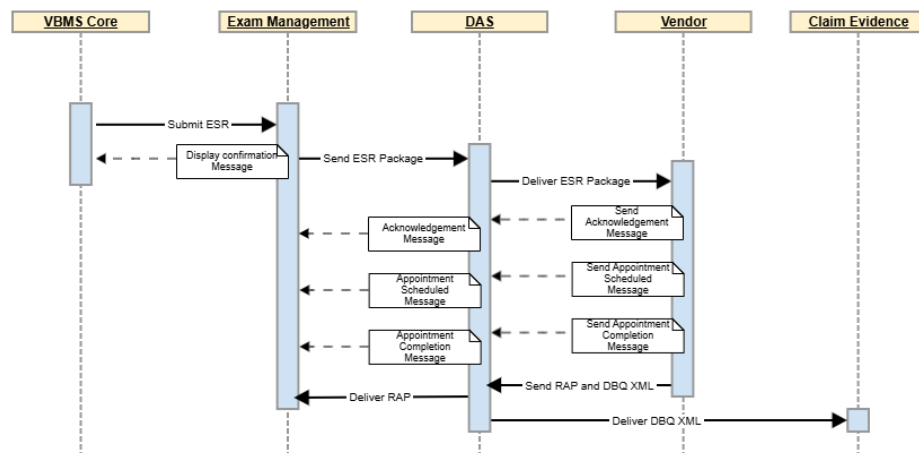 VBMS Core
Exam Management
DAS
Vendor
Claim Evidence
Submit ESR
Display confirmation
Message
Send ESR Package
Deliver ESR Package
Send
Acknowledgement
Message
Acknowledgement
Message
Send Appointment
Scheduled
Message
Appointment
Scheduled
Message
Send Appointment
Completion
Message
Appointment
Completion
Message
Send RAP and DBQ XML
Deliver RAP
Deliver DBQ XML